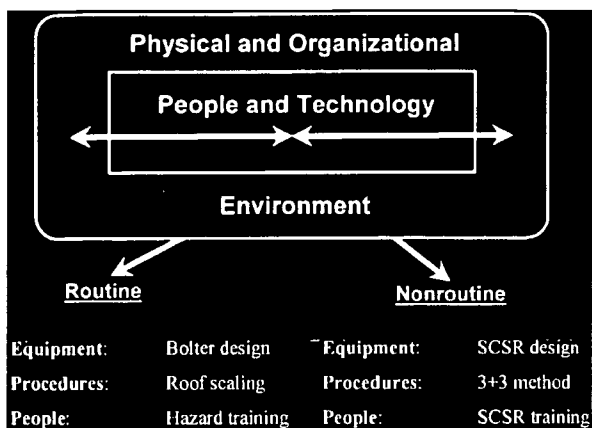 Physical and Organizational
People and Technology
Environment
Routine
Nonroutine
Equipment: Bolter design Equipment: SCSR design
Procedures: Roof scaling Procedures: 3+3 method
People: Hazard training People: SCSR training